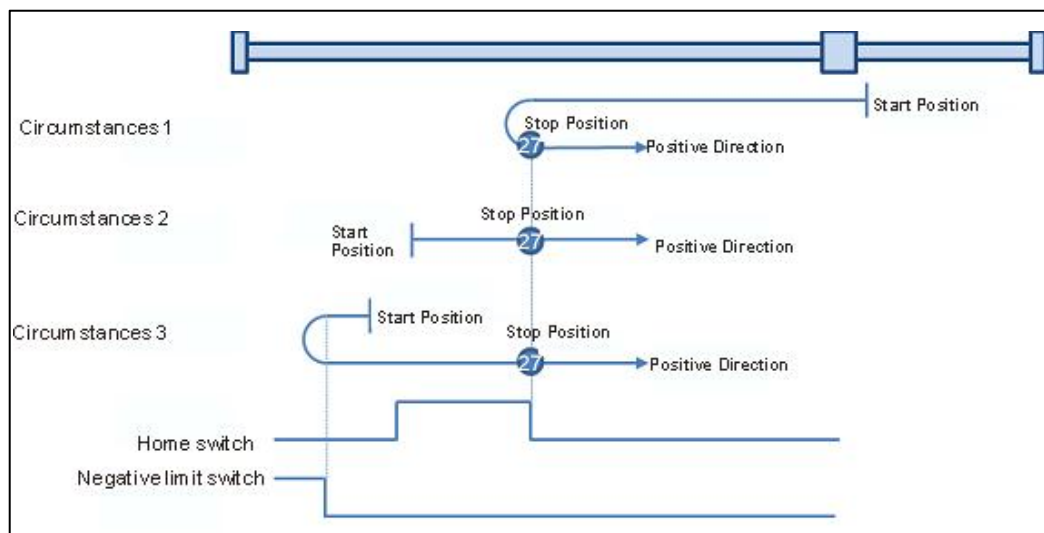 Start Position
Circumstances 1
Stop Position
27
Positive Direction
Circumstances 2
Stop Position
Start
Position
27
Positive Direction
Start Position
Circumstances 3
Stop Position
27
Positive Direction
Home switch
Negative limit switch